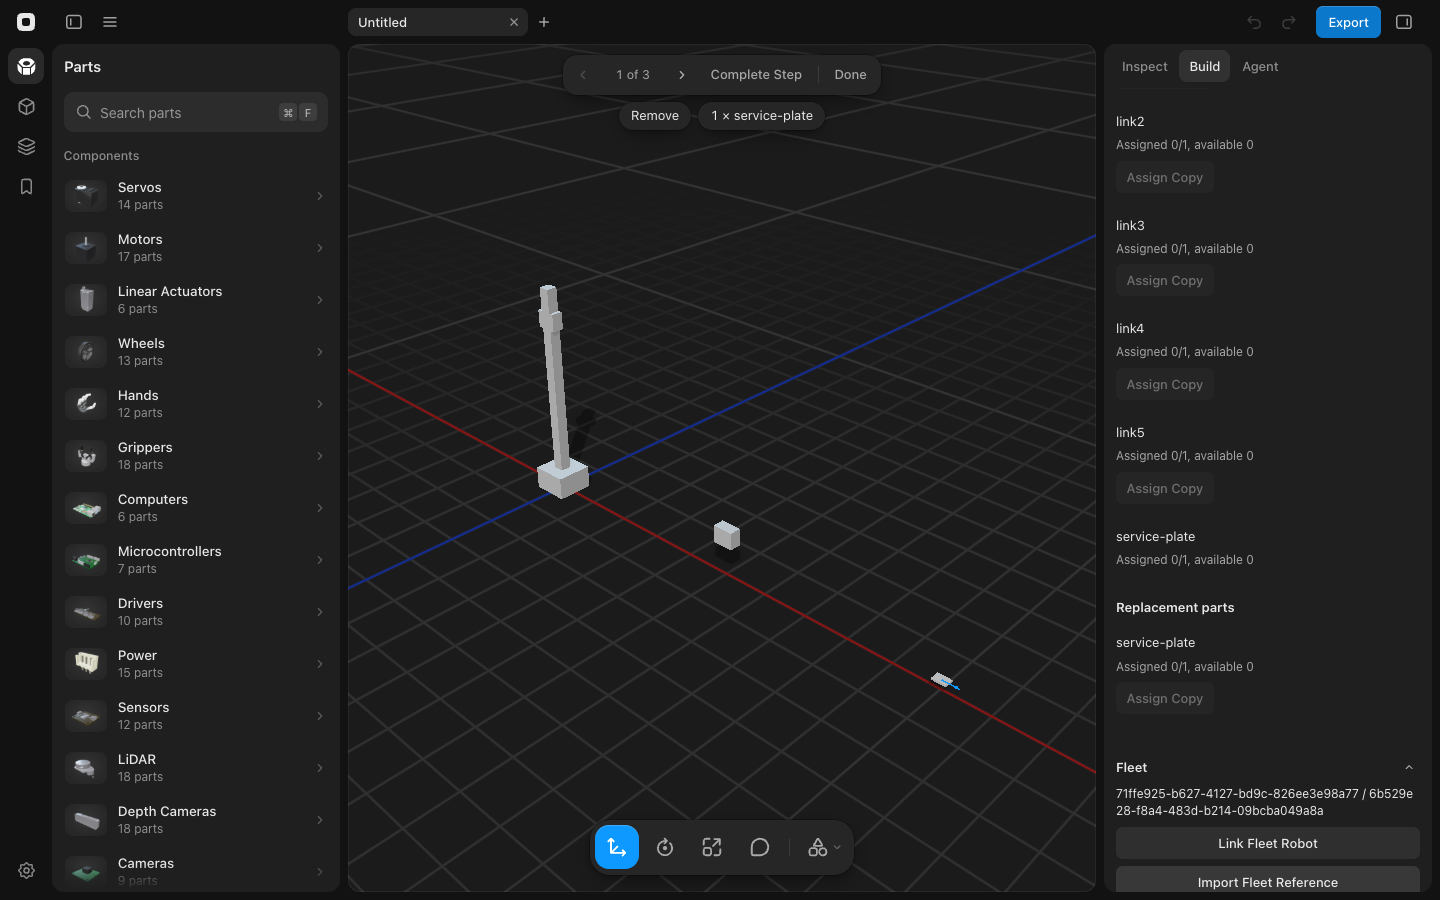 Untitled
Export
Parts
Search parts
⌘ F
Components
Servos
14 parts
Motors
17 parts
Linear Actuators
6 parts
Wheels
13 parts
Hands
12 parts
Grippers
18 parts
Computers
6 parts
Microcontrollers
7 parts
Drivers
10 parts
Power
15 parts
Sensors
12 parts
LiDAR
18 parts
Depth Cameras
18 parts
Cameras
9 parts
1 of 3
Complete Step
Done
Remove
1 × service-plate
Inspect
Build
Agent
link2
Assigned 0/1, available 0
Assign Copy
link3
Assigned 0/1, available 0
Assign Copy
link4
Assigned 0/1, available 0
Assign Copy
link5
Assigned 0/1, available 0
Assign Copy
service-plate
Assigned 0/1, available 0
Replacement parts
service-plate
Assigned 0/1, available 0
Assign Copy
Fleet
71ffe925-b627-4127-bd9c-826ee3e98a77 / 6b529e
28-f8a4-483d-b214-09bcba049a8a
Link Fleet Robot
Import Fleet Reference